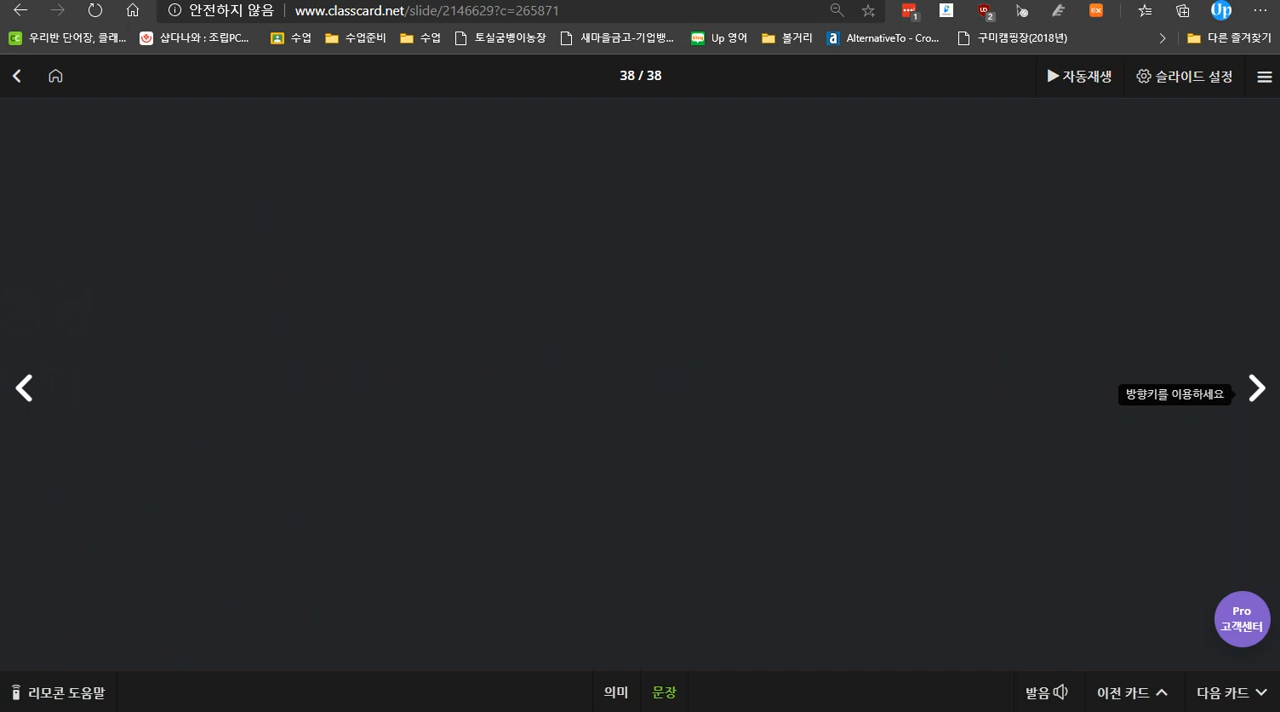 안전하지 않음 www.classcard.net/slide/2146629?c=265871
1
2
UD
EX
Up
우리반 단어장, 클래... 삽다나와 : 조립PC... 수업 수업준비 수업 토실굼벵이농장 새마을금고-기업뱅... Up 영어 볼거리 AlternativeTo - Cro... 구미캠핑장(2018년) 다른 즐겨찾기
38 / 38
자동재생 슬라이드 설정
방향키를 이용하세요
Pro
고객센터
리모콘 도움말 의미 문장 발음 이전 카드 다음 카드